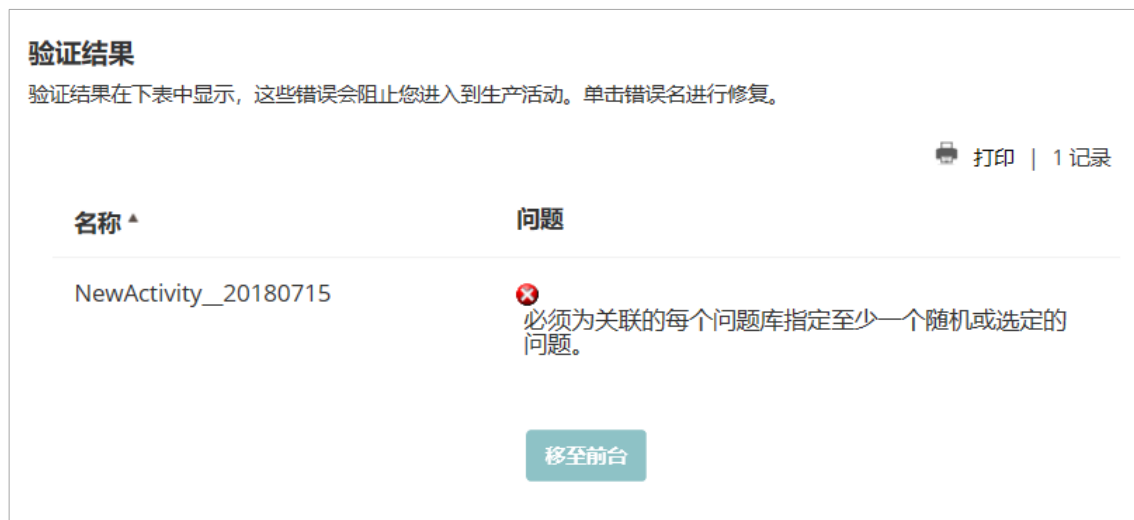 验证结果
验证结果在下表中显示，这些错误会阻止您进入到生产活动。单击错误名进行修复。
打印 | 1 记录
名称 问题
NewActivity__20180715
必须为关联的每个问题库指定至少一个随机或选定的
问题。
移至前台